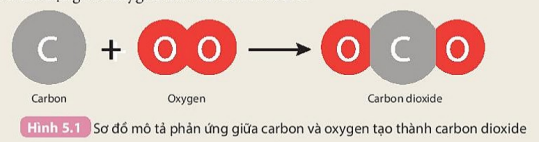 C + O O → O C O
Carbon Oxygen Carbon dioxide
Hình 5.1 Sơ đồ mô tả phản ứng giữa carbon và oxygen tạo thành carbon dioxide